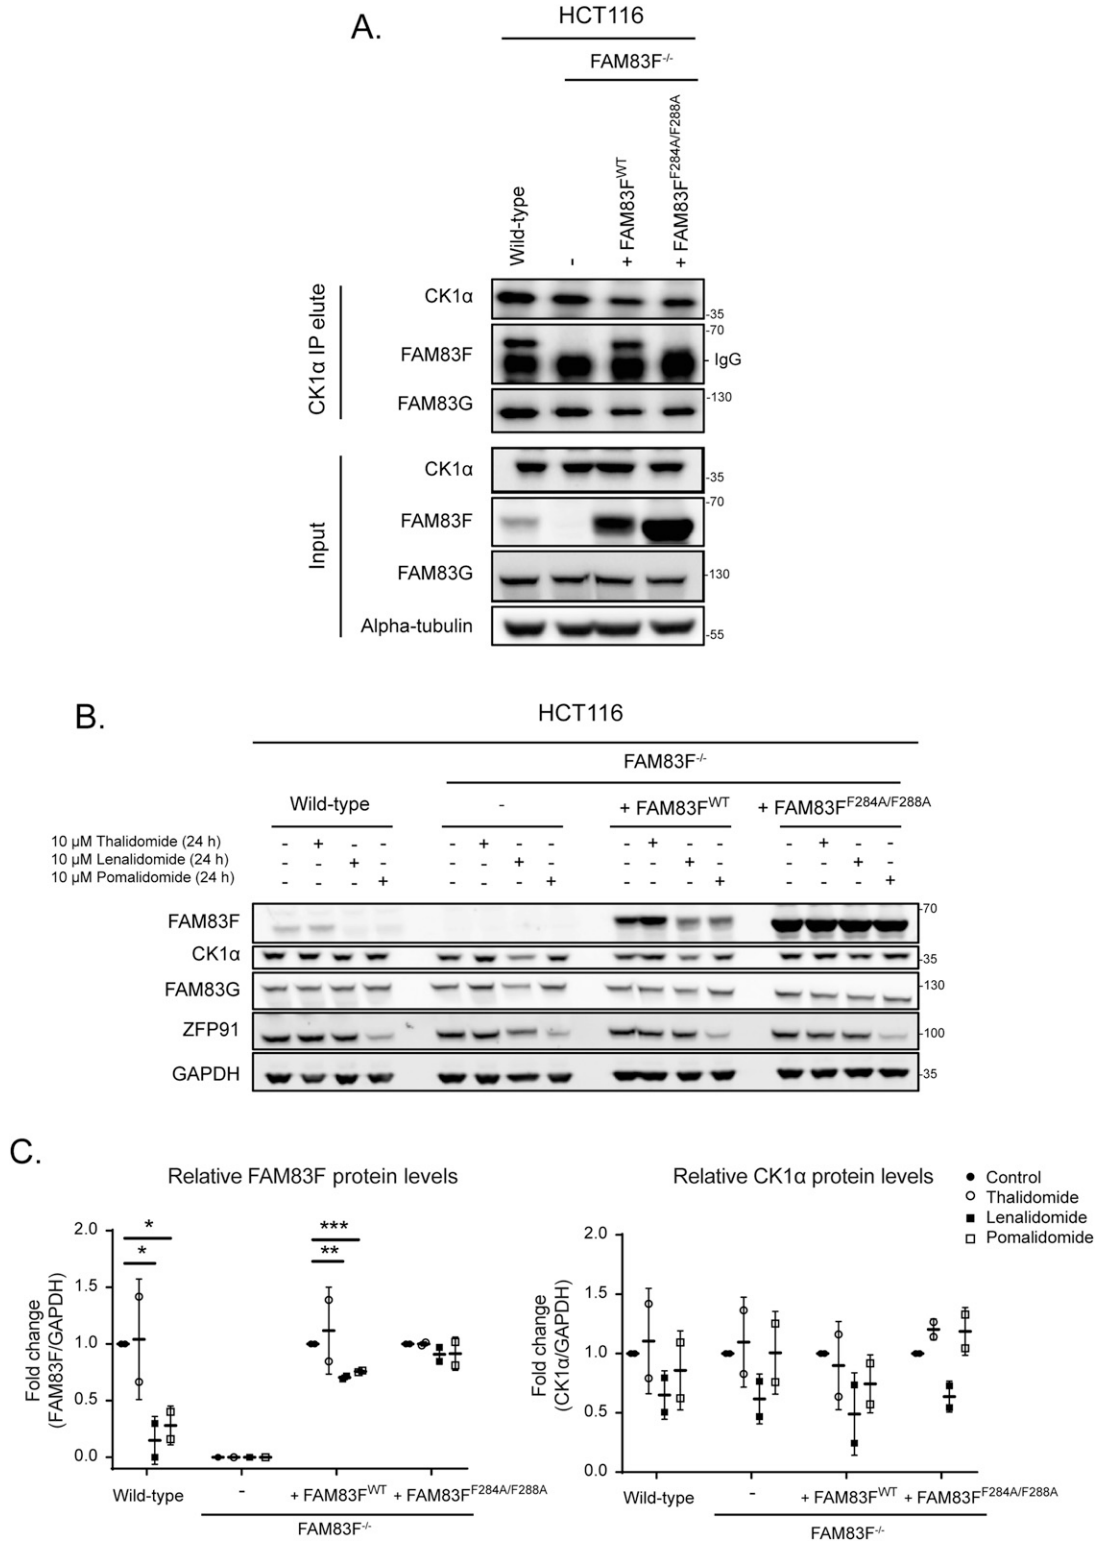 A.
HCT116
FAM83F-/-
Wild-type
-
+ FAM83FWT
+ FAM83FF284A/F288A
CK1α IP elute
CK1α
-35
-70
FAM83F
- IgG
FAM83G
-130
Input
CK1α
-35
-70
FAM83F
FAM83G
-130
Alpha-tubulin
-55
B.
HCT116
FAM83F-/-
Wild-type - + FAM83FWT + FAM83FF284A/F288A
10 µM Thalidomide (24 h) - + - - - + - - - + - - - + - -
10 µM Lenalidomide (24 h) - - + - - - + - - - + - - - + -
10 µM Pomalidomide (24 h) - - - + - - - + - - - + - - - +
FAM83F -70
CK1α -35
FAM83G -130
ZFP91 -100
GAPDH -35
C.
Relative FAM83F protein levels
Fold change
(FAM83F/GAPDH)
2.0
1.5
1.0
0.5
0.0
*
*
***
**
Wild-type - + FAM83FWT + FAM83FF284A/F288A
FAM83F-/-
Relative CK1α protein levels
Control
Thalidomide
Lenalidomide
Pomalidomide
Fold change
(CK1α/GAPDH)
2.0
1.5
1.0
0.5
0.0
Wild-type - + FAM83FWT + FAM83FF284A/F288A
FAM83F-/-